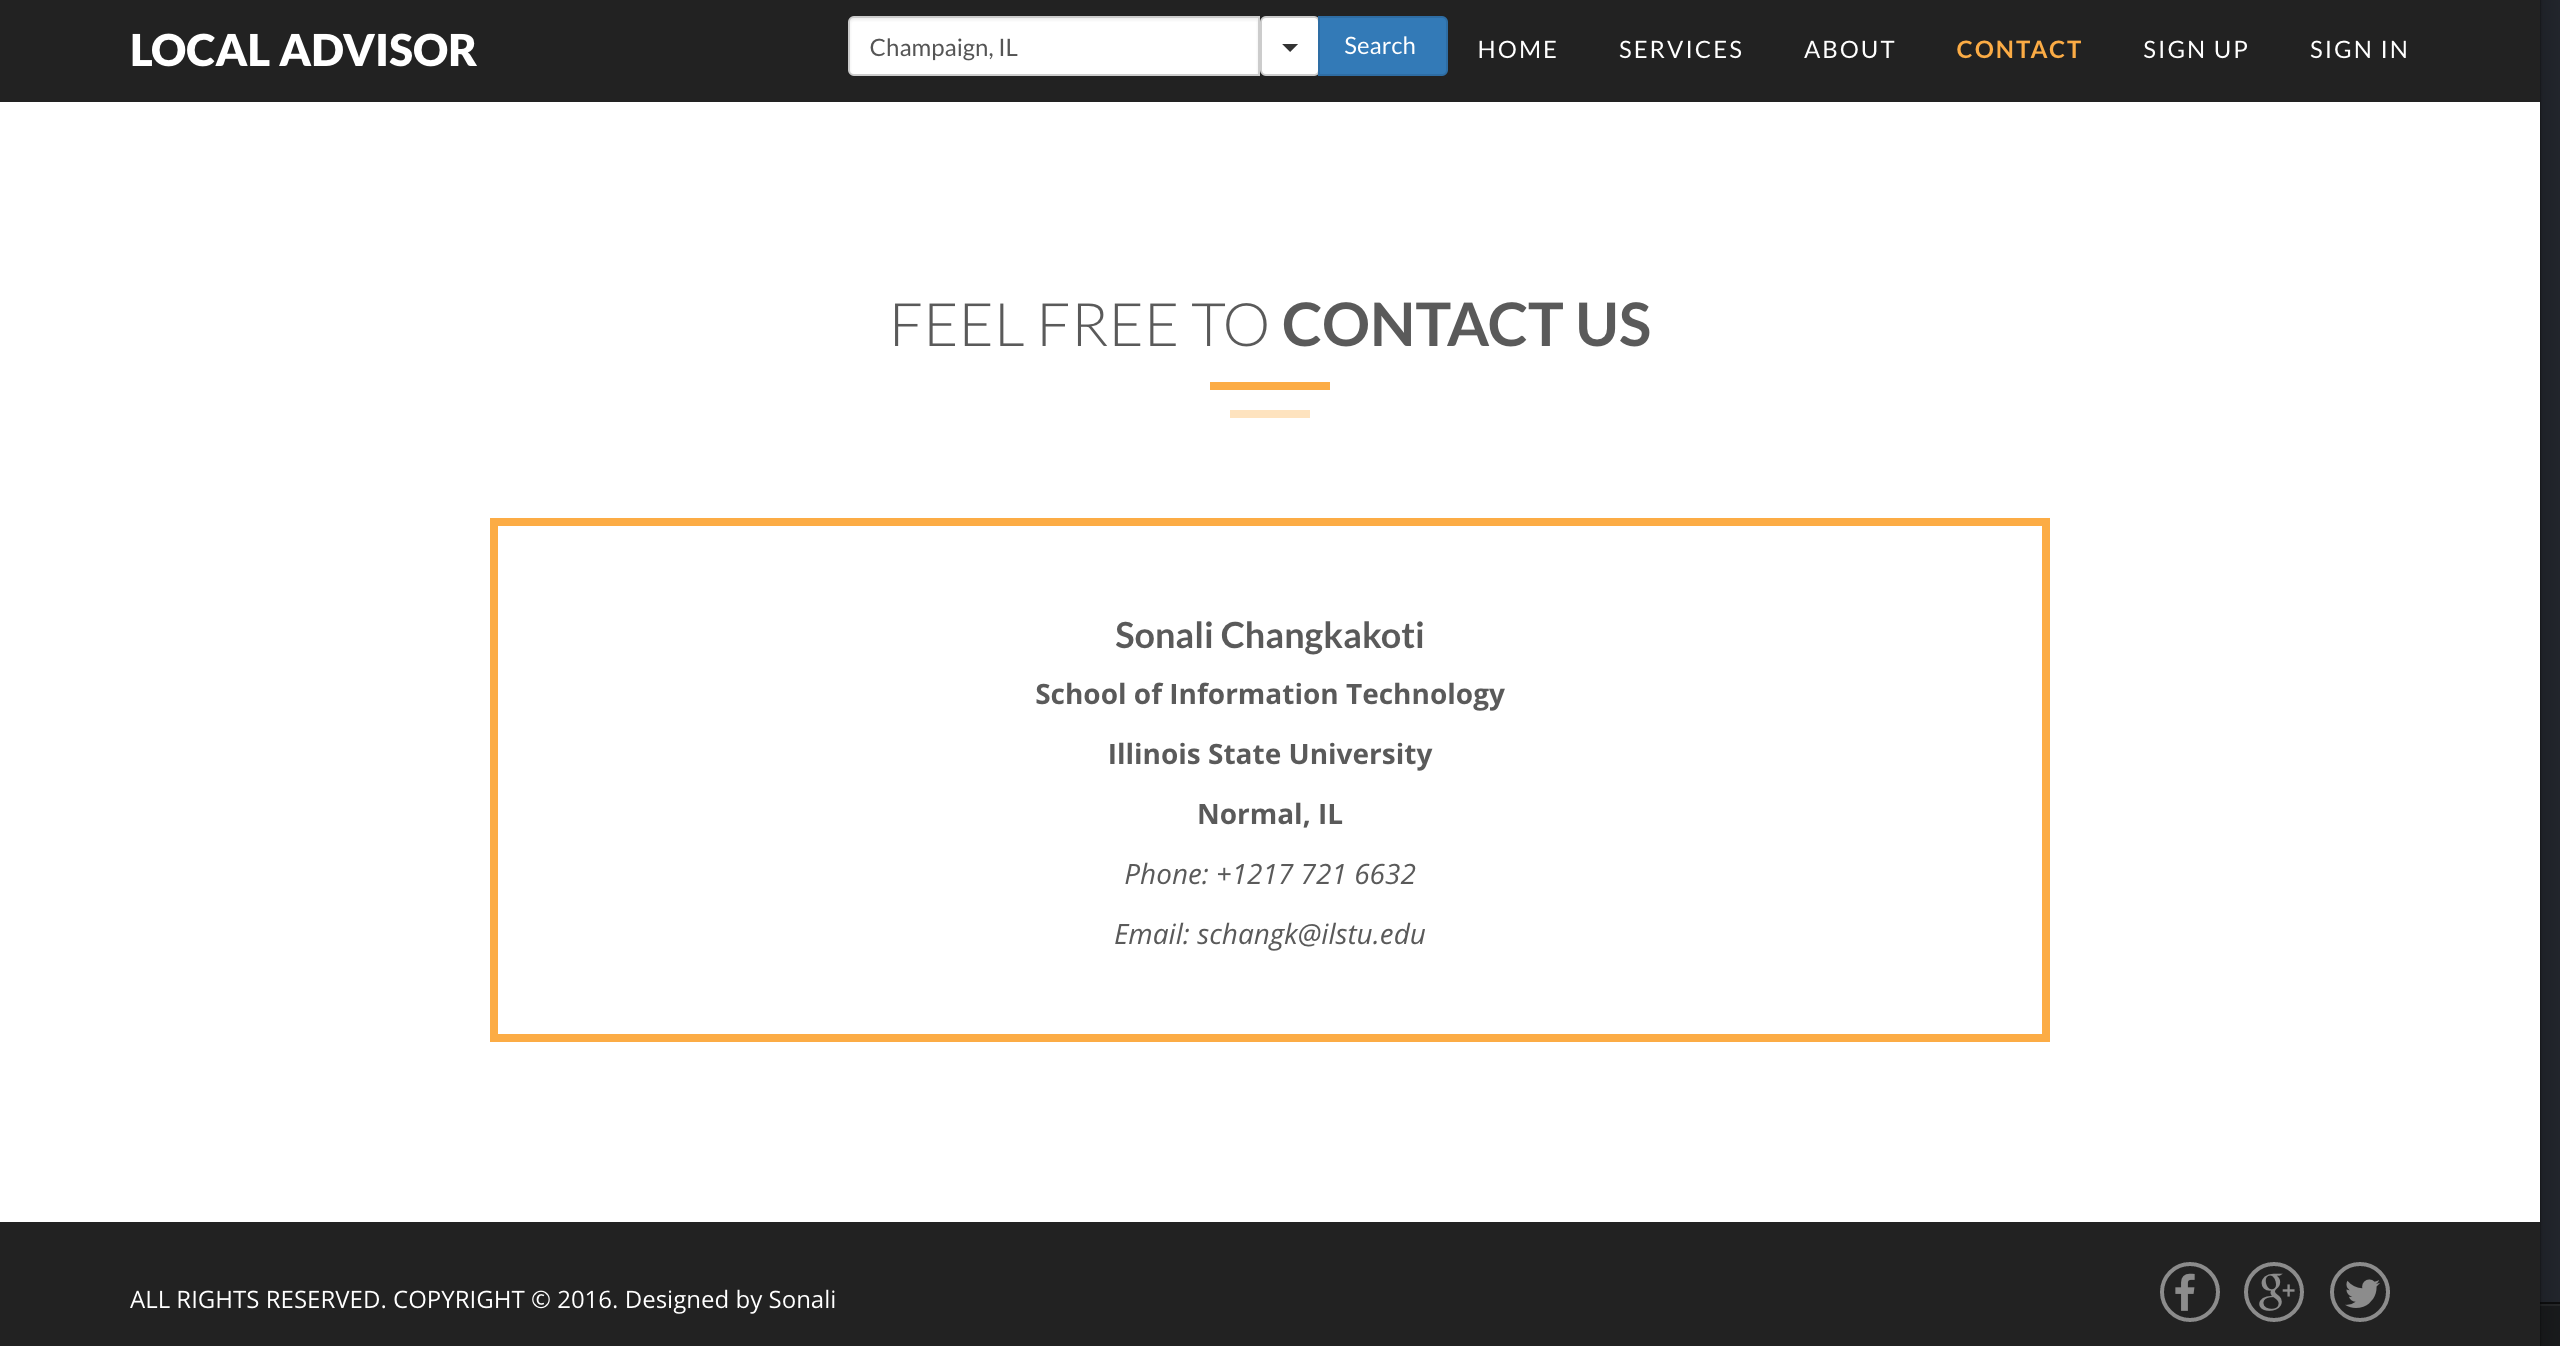 LOCAL ADVISOR
Champaign, IL
Search
HOME
SERVICES
ABOUT
CONTACT
SIGN UP
SIGN IN
FEEL FREE TO CONTACT US
Sonali Changkakoti
School of Information Technology
Illinois State University
Normal, IL
Phone: +1217 721 6632
Email: schangk@ilstu.edu
ALL RIGHTS RESERVED. COPYRIGHT © 2016. Designed by Sonali